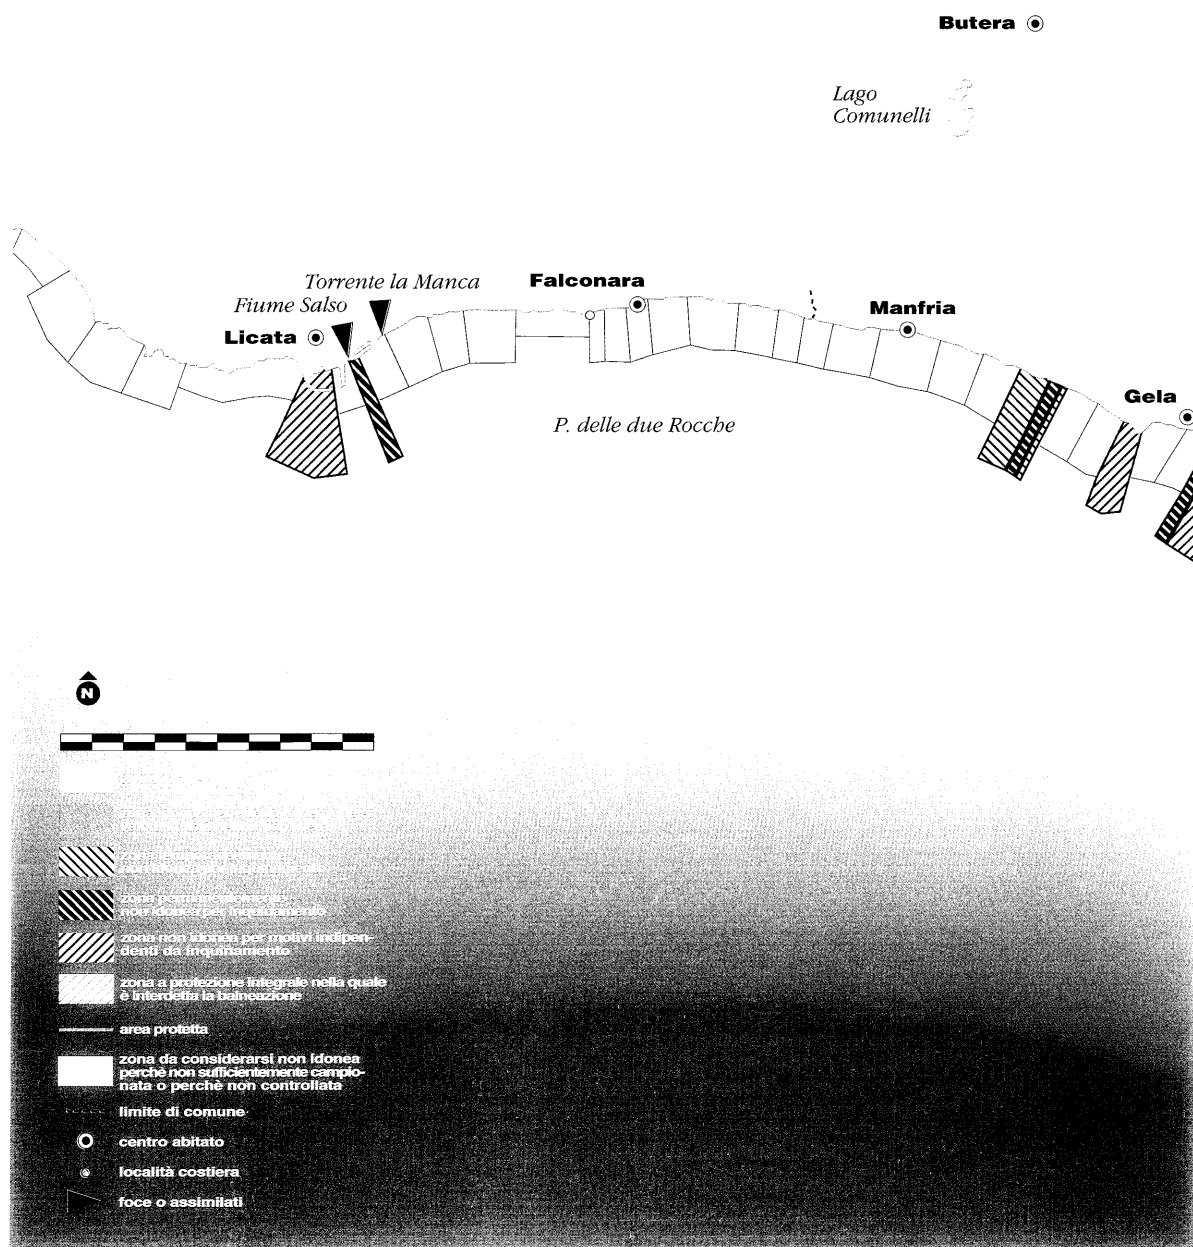 Butera
Lago
Comunelli
Torrente la Manca
Falconara
Fiume Salso
Manfria
Licata
Gela
P. delle due Rocche
N
zona permanentemente
non idonea per inquinamento
zona non idonea per motivi indipen-
denti da inquinamento
zona a protezione integrale nella quale
è interdetta la balneazione
area protetta
zona da considerarsi non idonea
perchè non sufficientemente campio-
nata o perchè non controllata
limite di comune
centro abitato
località costiera
foce o assimilati